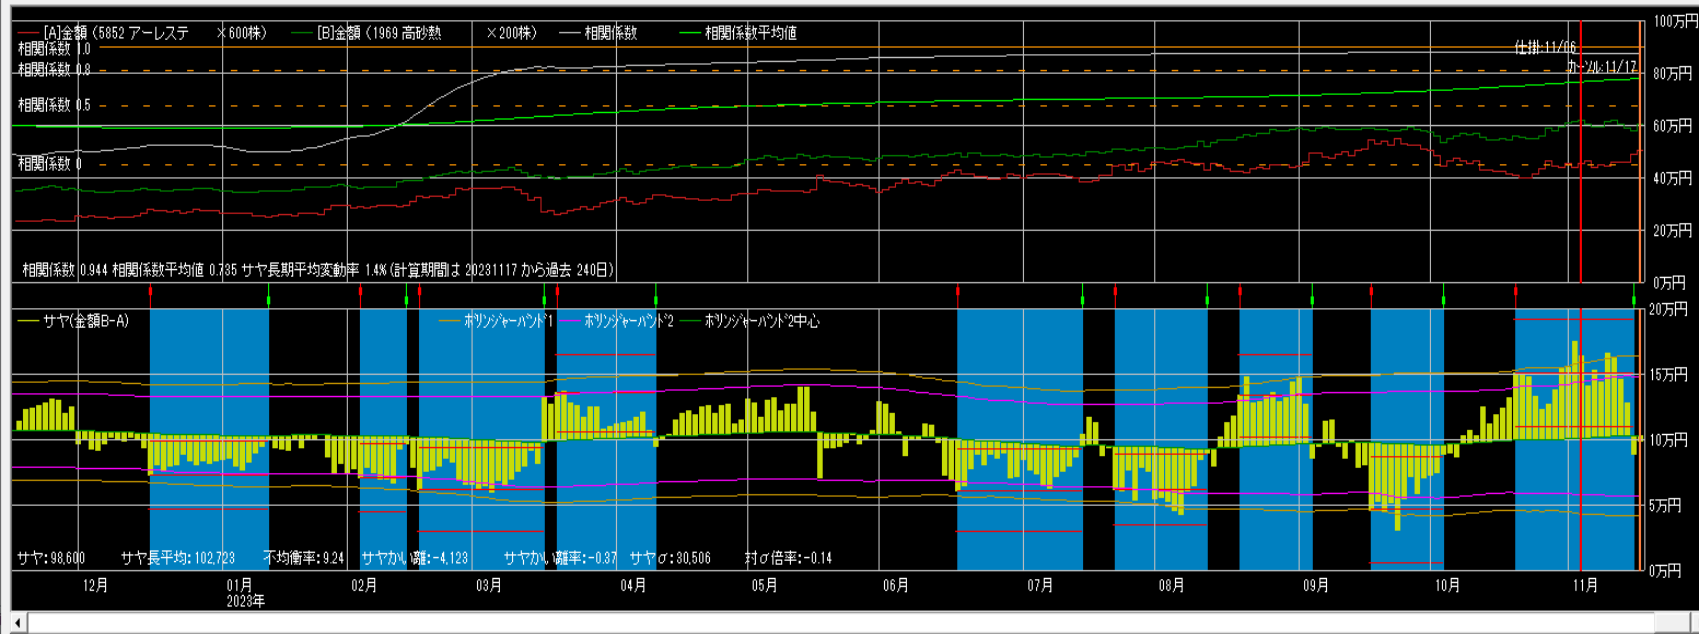 [A]金額 (5852 アーレステ ×600株) [B]金額 (1969 高砂熱 ×200株) 相関係数 相関係数平均値
100万円
相関係数 1.0
仕掛:11/06
相関係数 0.8
カーソル:11/17
80万円
相関係数 0.5
60万円
相関係数 0
40万円
20万円
相関係数 0.944 相関係数平均値 0.735 サヤ長期平均変動率 1.4% (計算期間は 20231117 から過去 240日)
0万円
サヤ(金額B-A) ボリンジャーバンド1 ボリンジャーバンド2 ボリンジャーバンド2中心
20万円
15万円
10万円
5万円
サヤ:98,600 サヤ長平均:102,723 不均衡率:9.24 サヤかい離:-4,123 サヤかい離率:-0.37 サヤσ:30,506 対σ倍率:-0.14
0万円
12月 01月 02月 03月 04月 05月 06月 07月 08月 09月 10月 11月
2023年